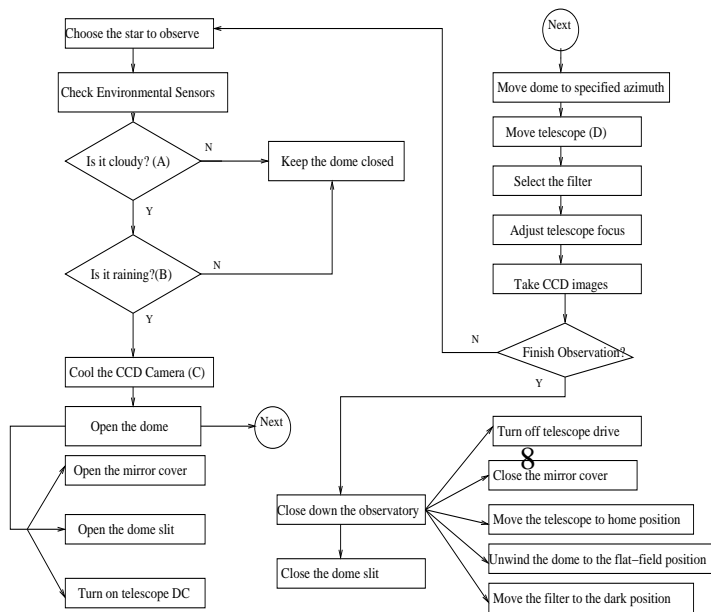 Choose the star to observe
Check Environmental Sensors
Is it cloudy? (A)
N
Keep the dome closed
Y
Is it raining?(B)
N
Y
Cool the CCD Camera (C)
Open the dome
Next
Open the mirror cover
Open the dome slit
Turn on telescope DC
Next
Move dome to specified azimuth
Move telescope (D)
Select the filter
Adjust telescope focus
Take CCD images
Finish Observation?
N
Y
Close down the observatory
Close the dome slit
Turn off telescope drive
8
Close the mirror cover
Move the telescope to home position
Unwind the dome to the flat–field position
Move the filter to the dark position